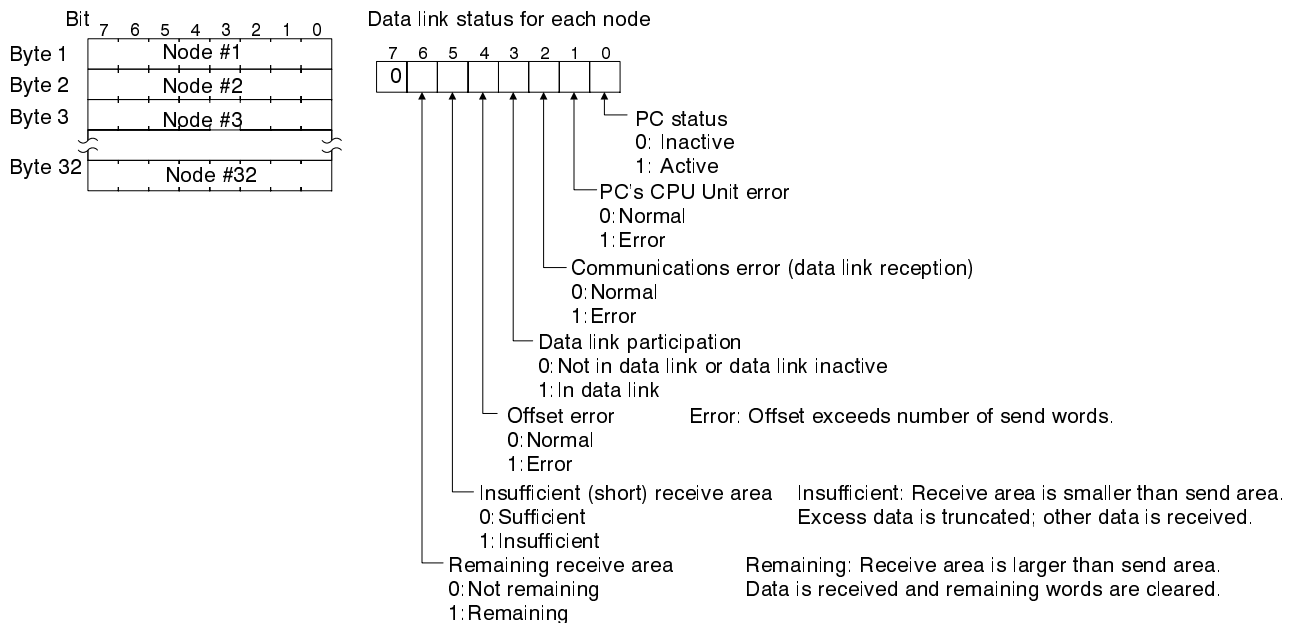 Bit 7 6 5 4 3 2 1 0
Byte 1 Node #1
Byte 2 Node #2
Byte 3 Node #3
Byte 32 Node #32
Data link status for each node
7 6 5 4 3 2 1 0
0
PC status
0: Inactive
1: Active
PC's CPU Unit error
0: Normal
1: Error
Communications error (data link reception)
0: Normal
1: Error
Data link participation
0: Not in data link or data link inactive
1: In data link
Offset error Error: Offset exceeds number of send words.
0: Normal
1: Error
Insufficient (short) receive area Insufficient: Receive area is smaller than send area.
0: Sufficient Excess data is truncated; other data is received.
1: Insufficient
Remaining receive area Remaining: Receive area is larger than send area.
0: Not remaining Data is received and remaining words are cleared.
1: Remaining